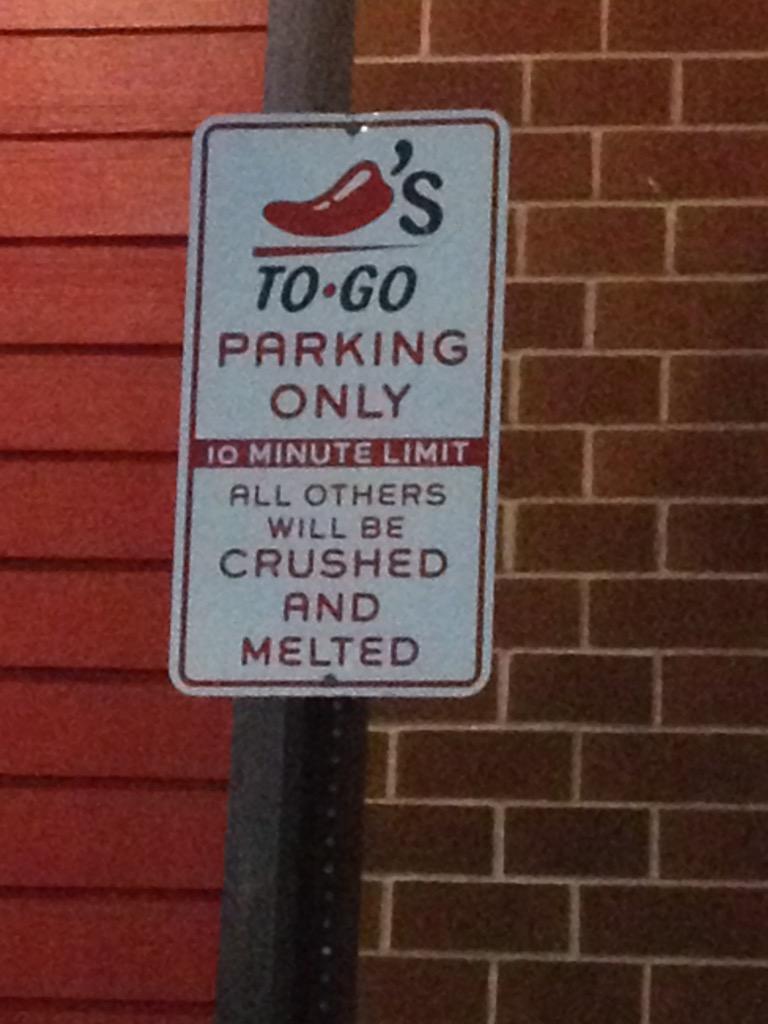 'S
TO•GO
PARKING
ONLY
10 MINUTE LIMIT
ALL OTHERS
WILL BE
CRUSHED
AND
MELTED